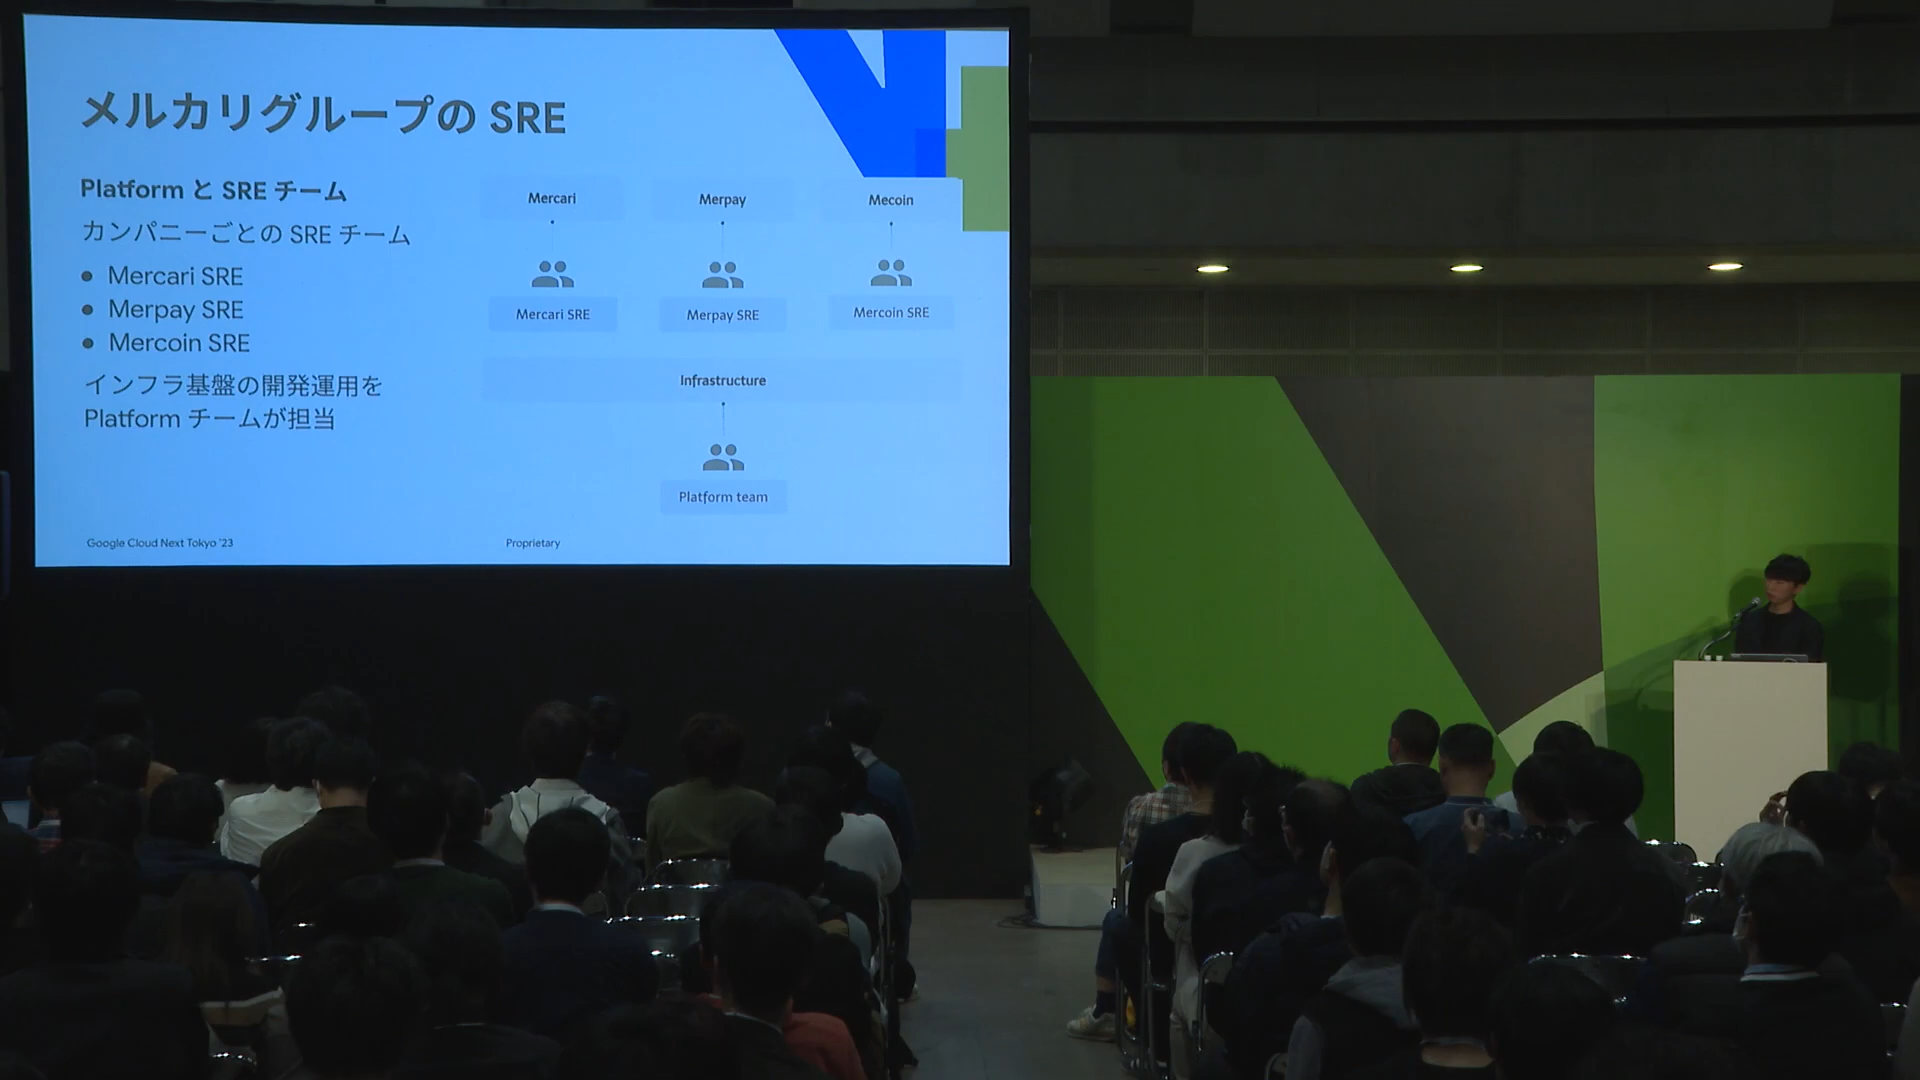 メルカリグループの SRE
Platform と SRE チーム
カンパニーごとの SRE チーム
• Mercari SRE
• Merpay SRE
• Mercoin SRE
インフラ基盤の開発運用を
Platform チームが担当
Mercari
Merpay
Mecoin
Mercari SRE
Merpay SRE
Mercoin SRE
Infrastructure
Platform team
Google Cloud Next Tokyo '23
Proprietary